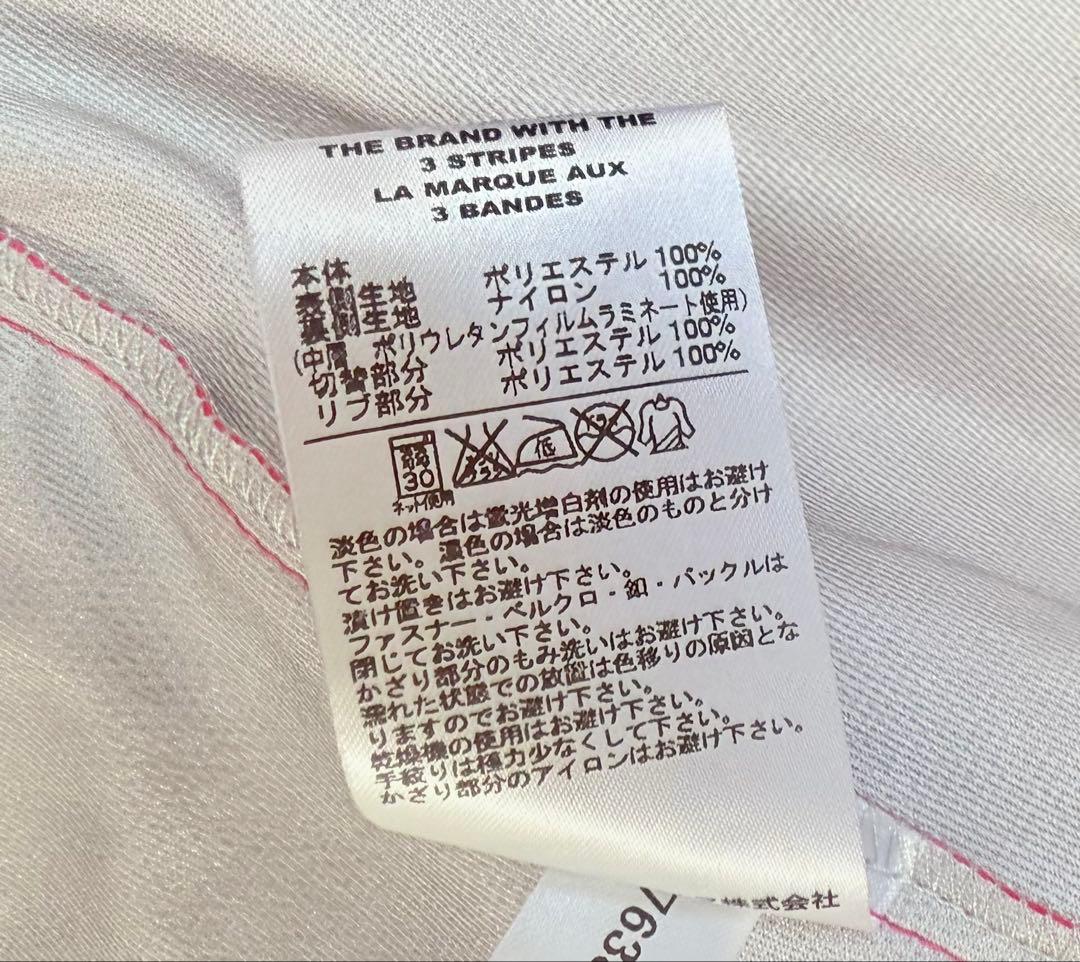 THE BRAND WITH THE
3 STRIPES
LA MARQUE AUX
3 BANDES
本体
表側生地 ポリエステル 100%
裏側生地 ナイロン 100%
(中間 ポリウレタンフィルムラミネート使用)
切替部分 ポリエステル 100%
リブ部分 ポリエステル 100%
弱 30 低
ネット使用
淡色の場合は蛍光増白剤の使用はお避け
下さい。濃色の場合は淡色のものと分け
てお洗い下さい。
漬け置きはお避け下さい。
ファスナー・ベルクロ・釦・バックルは
閉じてお洗い下さい。
かざり部分のもみ洗いはお避け下さい。
濡れた状態での放置は色移りの原因とな
りますのでお避け下さい。
乾燥機の使用はお避け下さい。
手絞りは極力少なくして下さい。
かざり部分のアイロンはお避け下さい。
株式会社
763